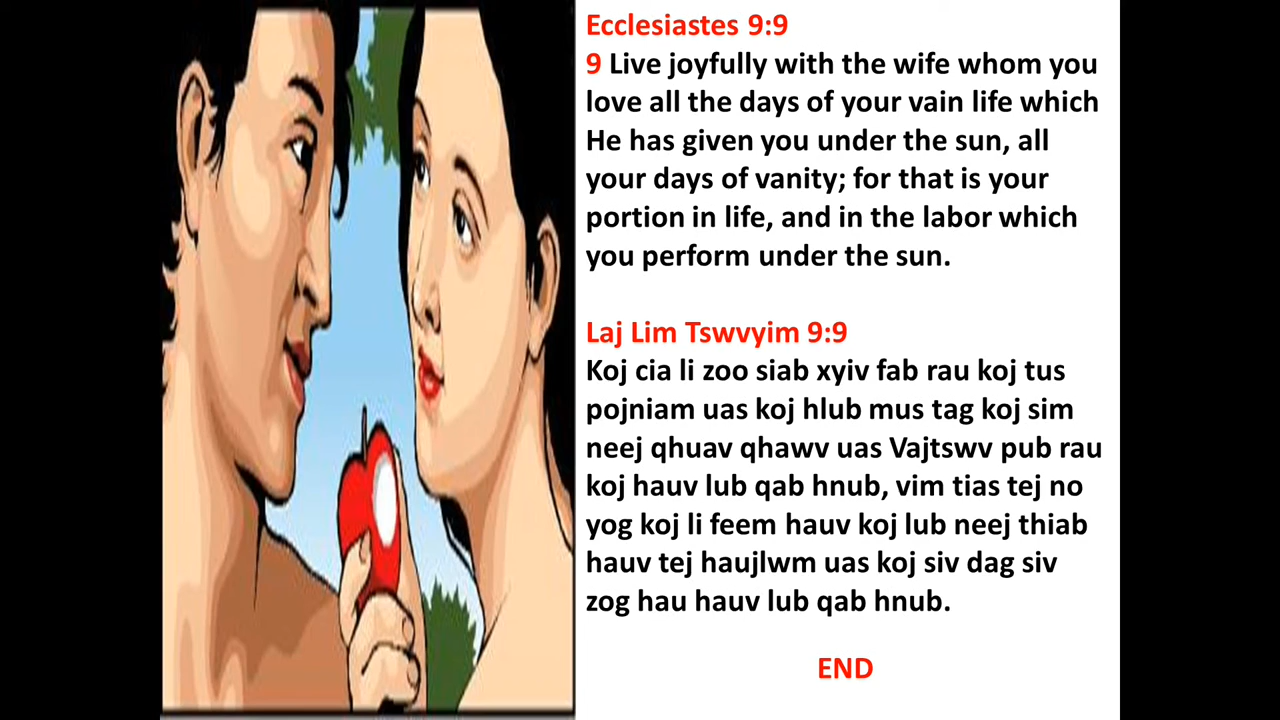 Ecclesiastes 9:9
9 Live joyfully with the wife whom you
love all the days of your vain life which
He has given you under the sun, all
your days of vanity; for that is your
portion in life, and in the labor which
you perform under the sun.
Laj Lim Tswvyim 9:9
Koj cia li zoo siab xyiv fab rau koj tus
pojniam uas koj hlub mus tag koj sim
neej qhuav qhawv uas Vajtswv pub rau
koj hauv lub qab hnub, vim tias tej no
yog koj li feem hauv koj lub neej thiab
hauv tej haujlwm uas koj siv dag siv
zog hau hauv lub qab hnub.
END